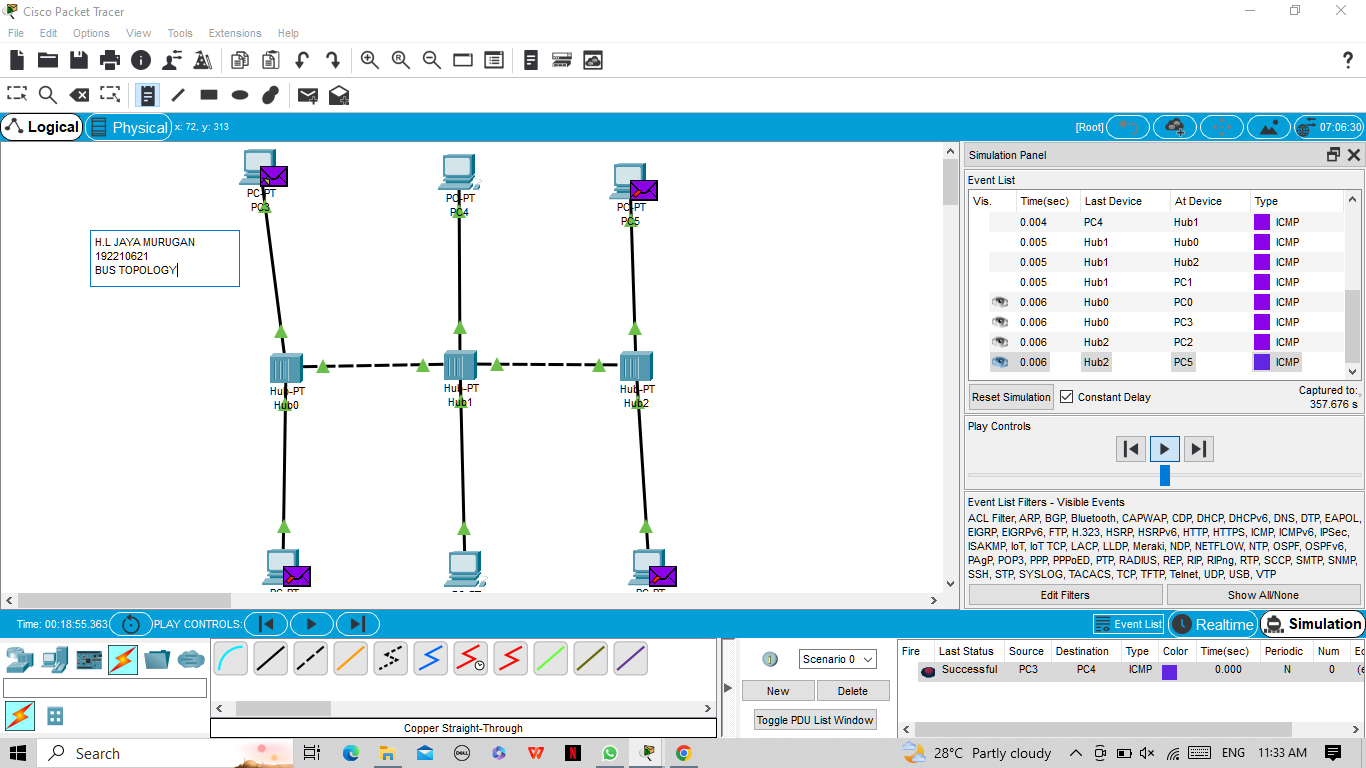 Cisco Packet Tracer
File Edit Options View Tools Extensions Help
Logical Physical x: 72, y: 313 [Root] 07:06:30
PC-PT
PC3
PC-PT
PC4
PC-PT
PC5
H.L JAYA MURUGAN
192210621
BUS TOPOLOGY
Hub-PT
Hub0
Hub-PT
Hub1
Hub-PT
Hub2
Simulation Panel
Event List
Vis. Time(sec) Last Device At Device Type
0.004 PC4 Hub1 ICMP
0.005 Hub1 Hub0 ICMP
0.005 Hub1 Hub2 ICMP
0.005 Hub1 PC1 ICMP
0.006 Hub0 PC0 ICMP
0.006 Hub0 PC3 ICMP
0.006 Hub2 PC2 ICMP
0.006 Hub2 PC5 ICMP
Reset Simulation Constant Delay Captured to:
357.676 s
Play Controls
Event List Filters - Visible Events
ACL Filter, ARP, BGP, Bluetooth, CAPWAP, CDP, DHCP, DHCPv6, DNS, DTP, EAPOL,
EIGRP, EIGRPv6, FTP, H.323, HSRP, HSRPv6, HTTP, HTTPS, ICMP, ICMPv6, IPSec,
ISAKMP, IoT, IoT TCP, LACP, LLDP, Meraki, NDP, NETFLOW, NTP, OSPF, OSPFv6,
PAgP, POP3, PPP, PPPoED, PTP, RADIUS, REP, RIP, RIPng, RTP, SCCP, SMTP, SNMP,
SSH, STP, SYSLOG, TACACS, TCP, TFTP, Telnet, UDP, USB, VTP
Edit Filters Show All/None
Time: 00:18:55.363 PLAY CONTROLS: Event List Realtime Simulation
Scenario 0
New Delete
Toggle PDU List Window
Copper Straight-Through
Fire Last Status Source Destination Type Color Time(sec) Periodic Num Ed
Successful PC3 PC4 ICMP 0.000 N 0 (e
Search 28°C Partly cloudy ENG 11:33 AM